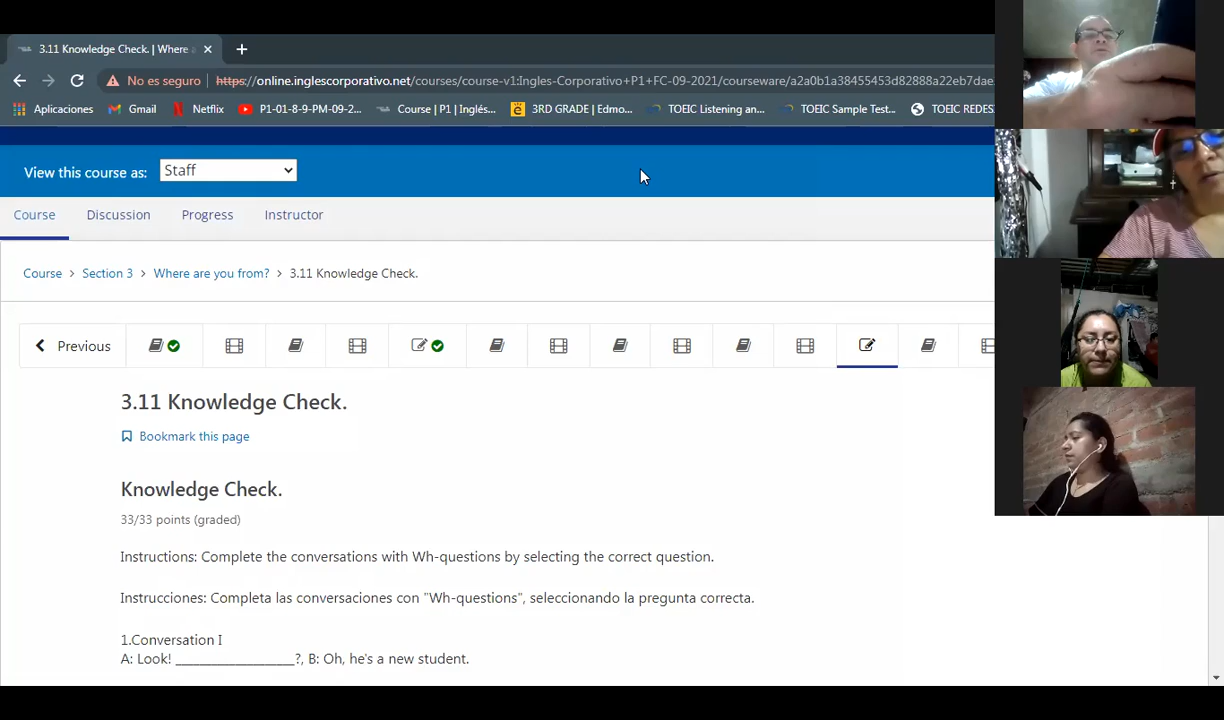 3.11 Knowledge Check. | Where a
No es seguro https://online.inglescorporativo.net/courses/course-v1:Ingles-Corporativo+P1+FC-09-2021/courseware/a2a0b1a38455453d82888a22eb7dae
Aplicaciones Gmail Netflix P1-01-8-9-PM-09-2... Course | P1 | Inglés... 3RD GRADE | Edmo... TOEIC Listening an... TOEIC Sample Test... TOEIC REDES
View this course as: Staff
Course Discussion Progress Instructor
Course > Section 3 > Where are you from? > 3.11 Knowledge Check.
Previous
3.11 Knowledge Check.
Bookmark this page
Knowledge Check.
33/33 points (graded)
Instructions: Complete the conversations with Wh-questions by selecting the correct question.
Instrucciones: Completa las conversaciones con "Wh-questions", seleccionando la pregunta correcta.
1.Conversation I
A: Look! ____________________?, B: Oh, he's a new student.